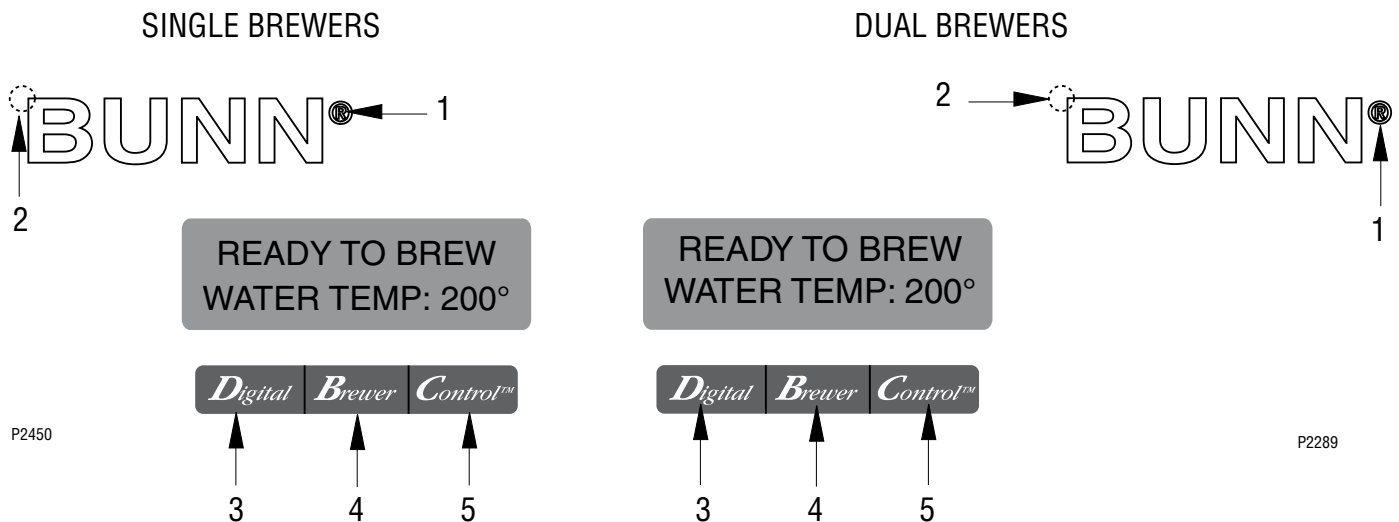 SINGLE BREWERS
DUAL BREWERS
BUNN® 1
2
2 BUNN®
1
READY TO BREW
WATER TEMP: 200°
READY TO BREW
WATER TEMP: 200°
Digital Brewer Control™
Digital Brewer Control™
P2450
P2289
3 4 5
3 4 5